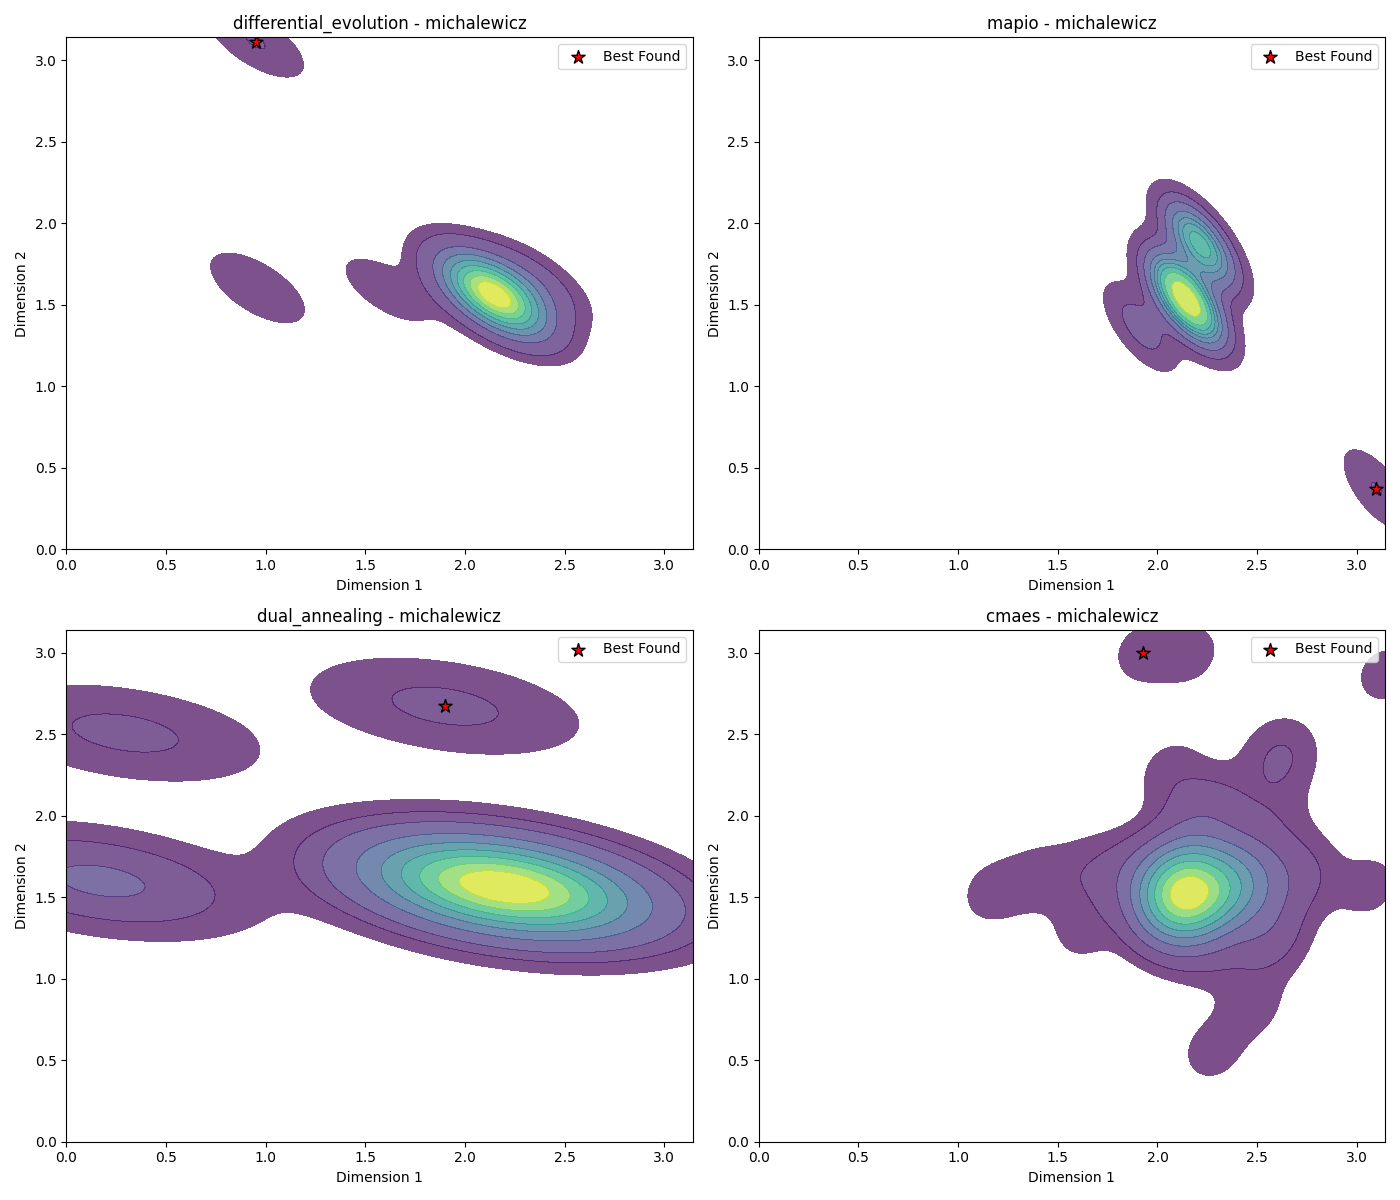 differential_evolution - michalewicz
Best Found
3.0
2.5
2.0
1.5
1.0
0.5
0.0
Dimension 2
0.0 0.5 1.0 1.5 2.0 2.5 3.0
Dimension 1
mapio - michalewicz
Best Found
3.0
2.5
2.0
1.5
1.0
0.5
0.0
Dimension 2
0.0 0.5 1.0 1.5 2.0 2.5 3.0
Dimension 1
dual_annealing - michalewicz
Best Found
3.0
2.5
2.0
1.5
1.0
0.5
0.0
Dimension 2
0.0 0.5 1.0 1.5 2.0 2.5 3.0
Dimension 1
cmaes - michalewicz
Best Found
3.0
2.5
2.0
1.5
1.0
0.5
0.0
Dimension 2
0.0 0.5 1.0 1.5 2.0 2.5 3.0
Dimension 1